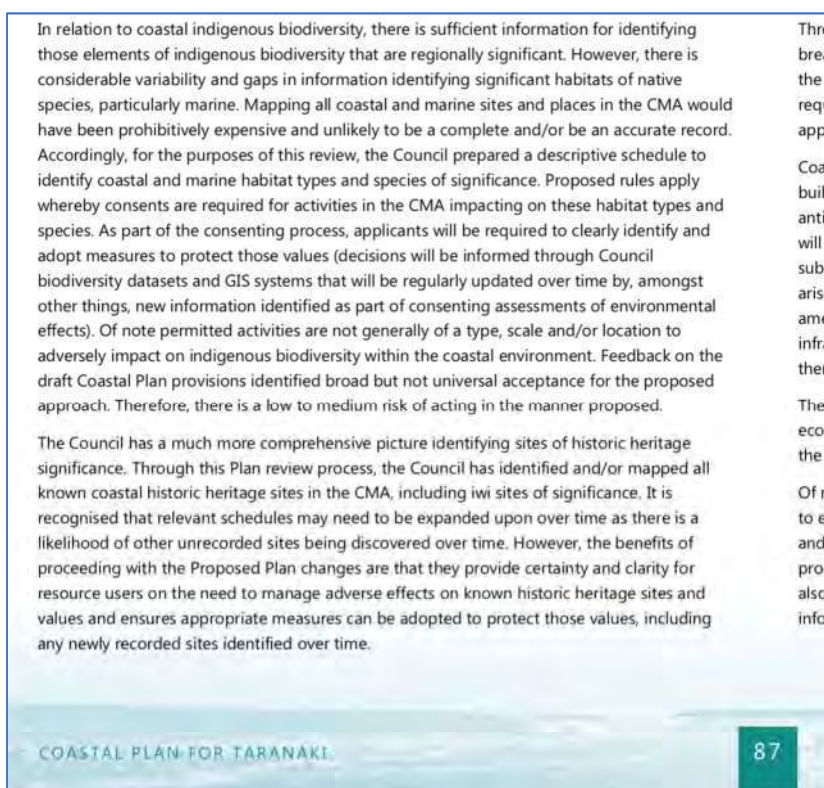 In relation to coastal indigenous biodiversity, there is sufficient information for identifying
those elements of indigenous biodiversity that are regionally significant. However, there is
considerable variability and gaps in information identifying significant habitats of native
species, particularly marine. Mapping all coastal and marine sites and places in the CMA would
have been prohibitively expensive and unlikely to be a complete and/or be an accurate record.
Accordingly, for the purposes of this review, the Council prepared a descriptive schedule to
identify coastal and marine habitat types and species of significance. Proposed rules apply
whereby consents are required for activities in the CMA impacting on these habitat types and
species. As part of the consenting process, applicants will be required to clearly identify and
adopt measures to protect those values (decisions will be informed through Council
biodiversity datasets and GIS systems that will be regularly updated over time by, amongst
other things, new information identified as part of consenting assessments of environmental
effects). Of note permitted activities are not generally of a type, scale and/or location to
adversely impact on indigenous biodiversity within the coastal environment. Feedback on the
draft Coastal Plan provisions identified broad but not universal acceptance for the proposed
approach. Therefore, there is a low to medium risk of acting in the manner proposed.
The Council has a much more comprehensive picture identifying sites of historic heritage
significance. Through this Plan review process, the Council has identified and/or mapped all
known coastal historic heritage sites in the CMA, including iwi sites of significance. It is
recognised that relevant schedules may need to be expanded upon over time as there is a
likelihood of other unrecorded sites being discovered over time. However, the benefits of
proceeding with the Proposed Plan changes are that they provide certainty and clarity for
resource users on the need to manage adverse effects on known historic heritage sites and
values and ensures appropriate measures can be adopted to protect those values, including
any newly recorded sites identified over time.
COASTAL PLAN FOR TARANAKI
87